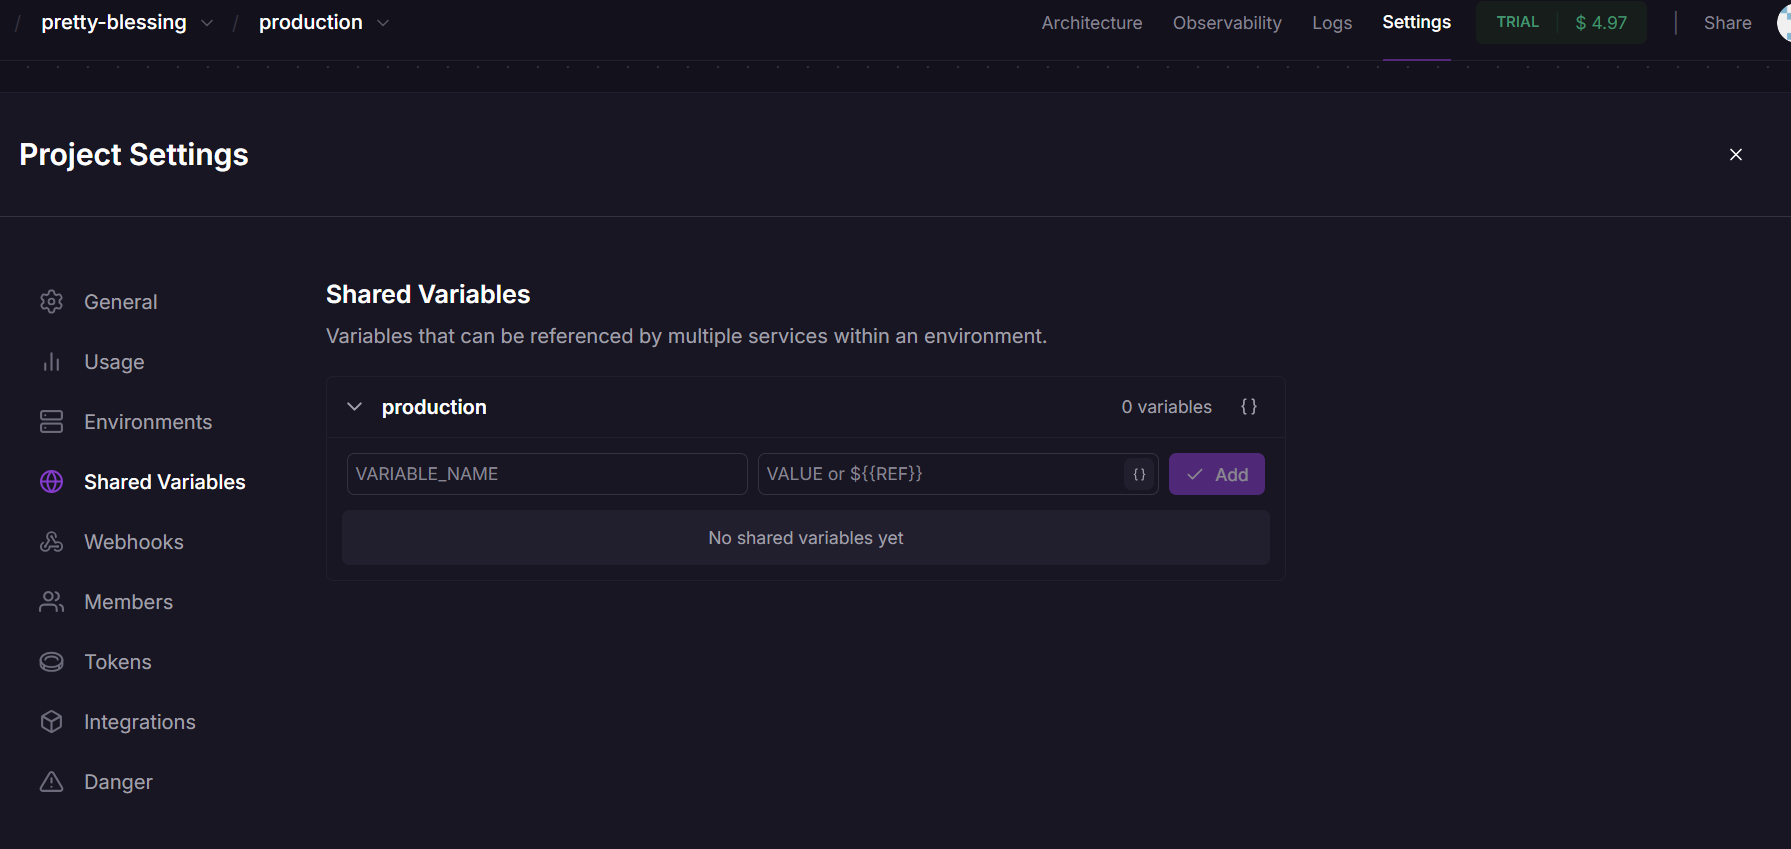 / pretty-blessing / production Architecture Observability Logs Settings TRIAL $ 4.97 Share
Project Settings
General
Usage
Environments
Shared Variables
Webhooks
Members
Tokens
Integrations
Danger
Shared Variables
Variables that can be referenced by multiple services within an environment.
production 0 variables {}
VARIABLE_NAME VALUE or ${{REF}} {} Add
No shared variables yet